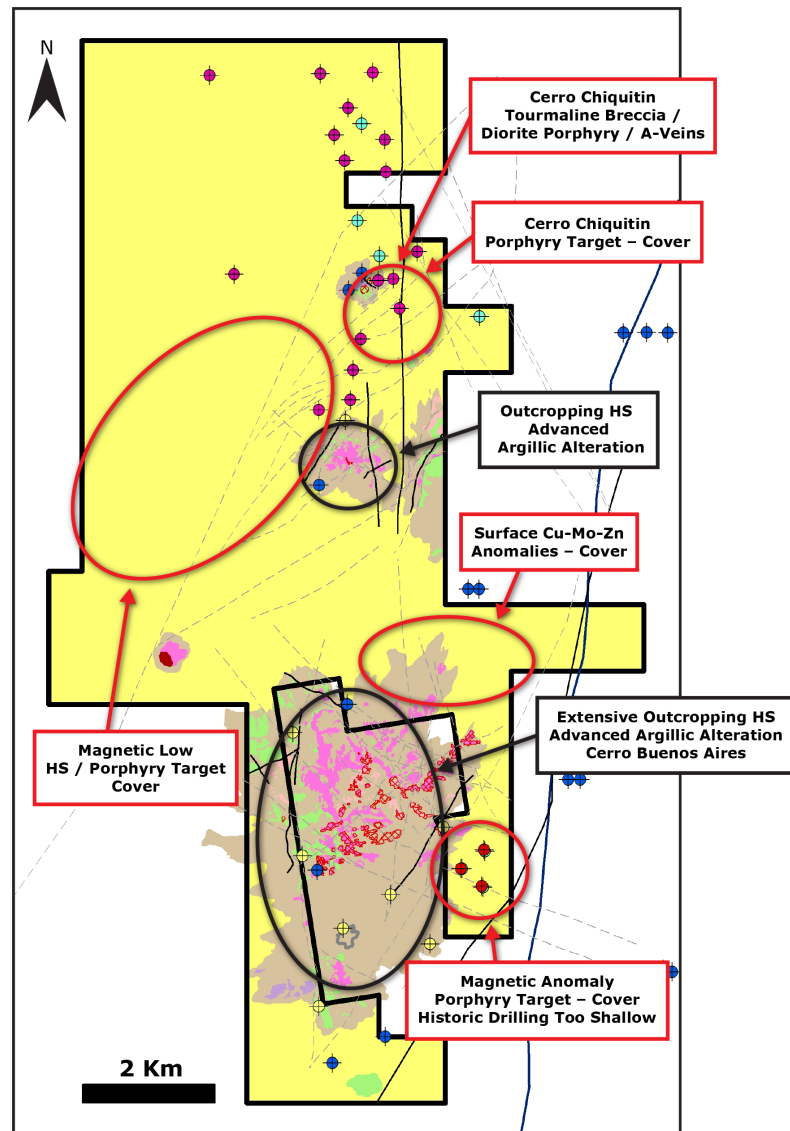 N
Cerro Chiquitin
Tourmaline Breccia /
Diorite Porphyry / A-Veins
Cerro Chiquitin
Porphyry Target – Cover
Outcropping HS
Advanced
Argillic Alteration
Surface Cu-Mo-Zn
Anomalies – Cover
Extensive Outcropping HS
Advanced Argillic Alteration
Cerro Buenos Aires
Magnetic Low
HS / Porphyry Target
Cover
Magnetic Anomaly
Porphyry Target – Cover
Historic Drilling Too Shallow
2 Km